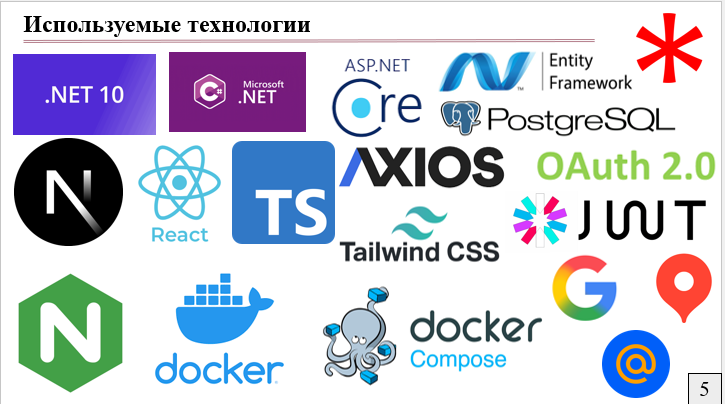 Используемые технологии
.NET 10
C#
Microsoft
.NET
ASP.NET
Core
Entity
Framework
PostgreSQL
N
React
TS
AXIOS
OAuth 2.0
Tailwind CSS
JWT
N
docker
docker
Compose
G
@
5